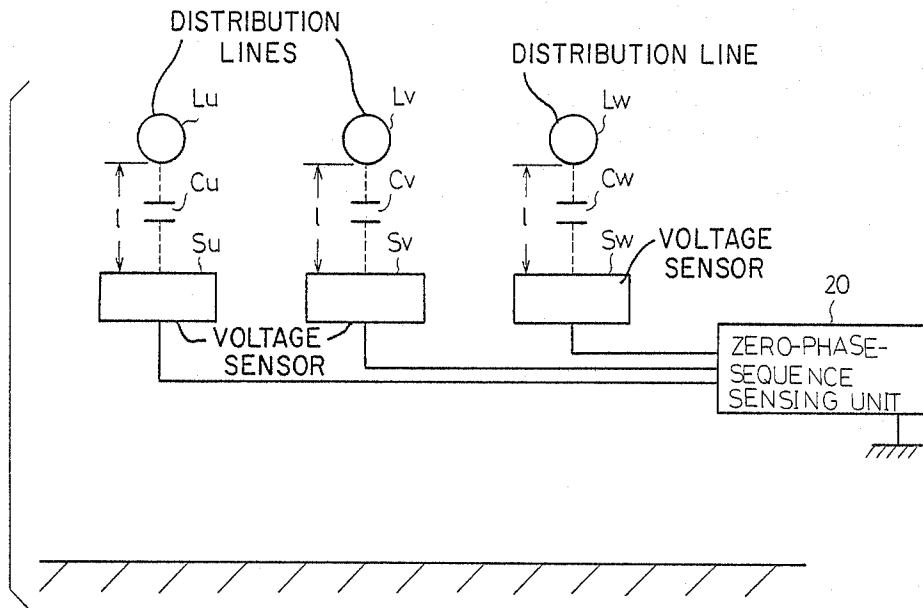 DISTRIBUTION
LINES
DISTRIBUTION LINE
Lu
Lv
Lw
Cu
Cv
Cw
l
l
l
Su
Sv
Sw
VOLTAGE
SENSOR
VOLTAGE
SENSOR
20
ZERO-PHASE-
SEQUENCE
SENSING UNIT